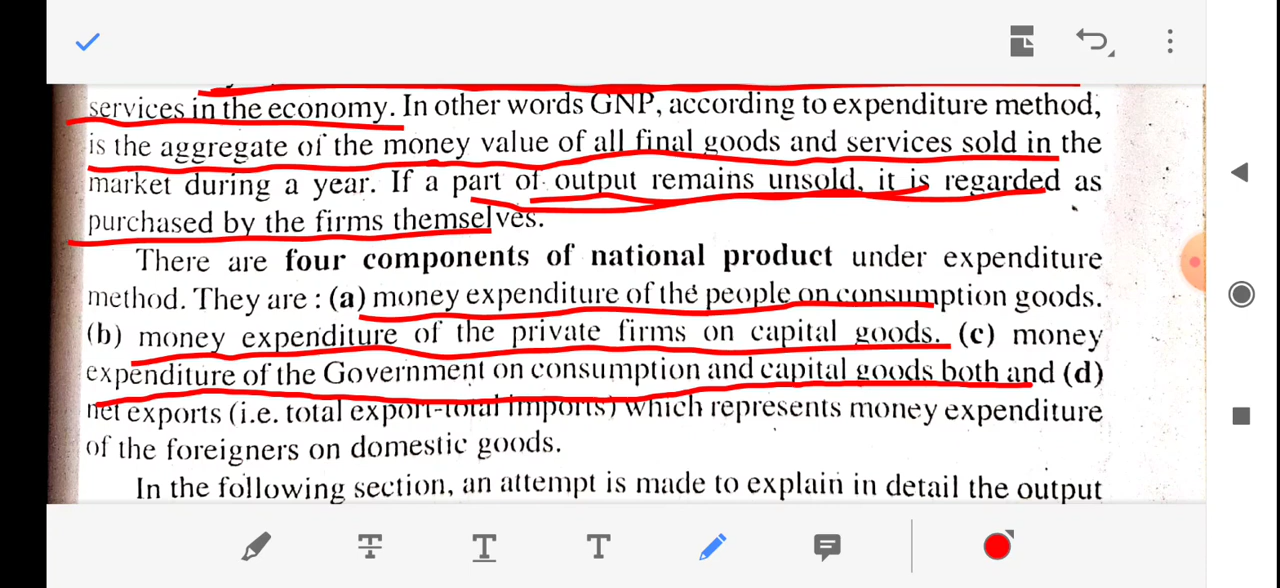 services in the economy. In other words GNP, according to expenditure method,
is the aggregate of the money value of all final goods and services sold in the
market during a year. If a part of output remains unsold, it is regarded as
purchased by the firms themselves.
There are four components of national product under expenditure
method. They are : (a) money expenditure of the people on consumption goods.
(b) money expenditure of the private firms on capital goods. (c) money
expenditure of the Government on consumption and capital goods both and (d)
net exports (i.e. total export-total imports) which represents money expenditure
of the foreigners on domestic goods.
In the following section, an attempt is made to explain in detail the output